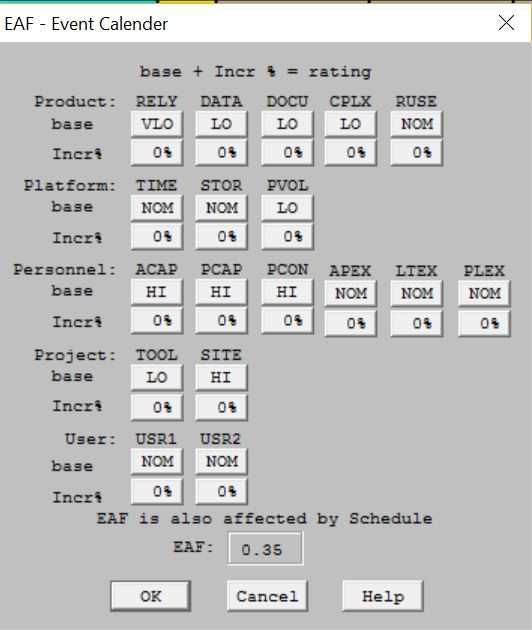 EAF - Event Calender
base + Incr % = rating
Product: RELY DATA DOCU CPLX RUSE
base VLO LO LO LO NOM
Incr% 0% 0% 0% 0% 0%
Platform: TIME STOR PVOL
base NOM NOM LO
Incr% 0% 0% 0%
Personnel: ACAP PCAP PCON APEX LTEX PLEX
base HI HI HI NOM NOM NOM
Incr% 0% 0% 0% 0% 0% 0%
Project: TOOL SITE
base LO HI
Incr% 0% 0%
User: USR1 USR2
base NOM NOM
Incr% 0% 0%
EAF is also affected by Schedule
EAF: 0.35
OK Cancel Help